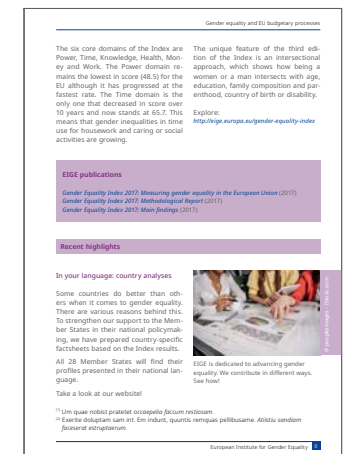 Gender equality and EU budgetary processes
The six core domains of the Index are
Power, Time, Knowledge, Health, Mon-
ey and Work. The Power domain re-
mains the lowest in score (48.5) for the
EU although it has progressed at the
fastest rate. The Time domain is the
only one that decreased in score over
10 years and now stands at 65.7. This
means that gender inequalities in time
use for housework and caring or social
activities are growing.
The unique feature of the third edi-
tion of the Index is an intersectional
approach, which shows how being a
women or a man intersects with age,
education, family composition and par-
enthood, country of birth or disability.
Explore:
http://eige.europa.eu/gender-equality-index
EIGE publications
Gender Equality Index 2017: Measuring gender equality in the European Union (2017)
Gender Equality Index 2017: Methodological Report (2017)
Gender Equality Index 2017: Main findings (2017)
Recent highlights
In your language: country analyses
Some countries do better than oth-
ers when it comes to gender equality.
There are various reasons behind this.
To strengthen our support to the Mem-
ber States in their national policymak-
ing, we have prepared country-specific
factsheets based on the Index results.
All 28 Member States will find their
profiles presented in their national lan-
guage.
Take a look at our website!
EIGE is dedicated to advancing gender
equality. We contribute in different ways.
See how!
(1) Um quae nobist pratetet occaepelia faccum restiosam.
(2) Exerite doluptam sam int. Em indunt, quuntis remquas pellibusame. Atiistiu sandiam
faceserat estruptaerum.
European Institute for Gender Equality